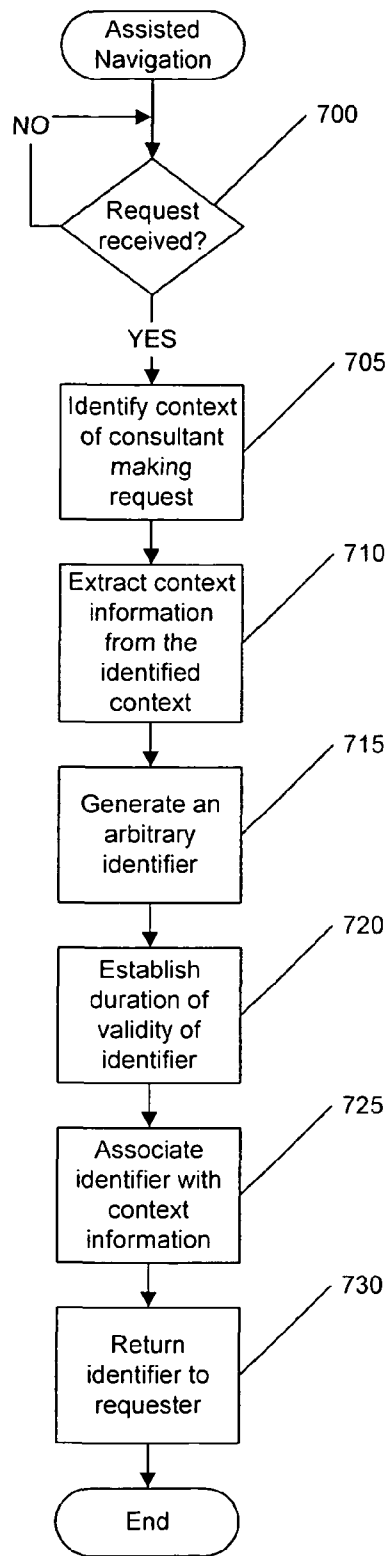 Assisted
Navigation
NO
700
Request
received?
YES
705
Identify context
of consultant
making
request
710
Extract context
information
from the
identified
context
715
Generate an
arbitrary
identifier
720
Establish
duration of
validity of
identifier
725
Associate
identifier with
context
information
730
Return
identifier to
requester
End